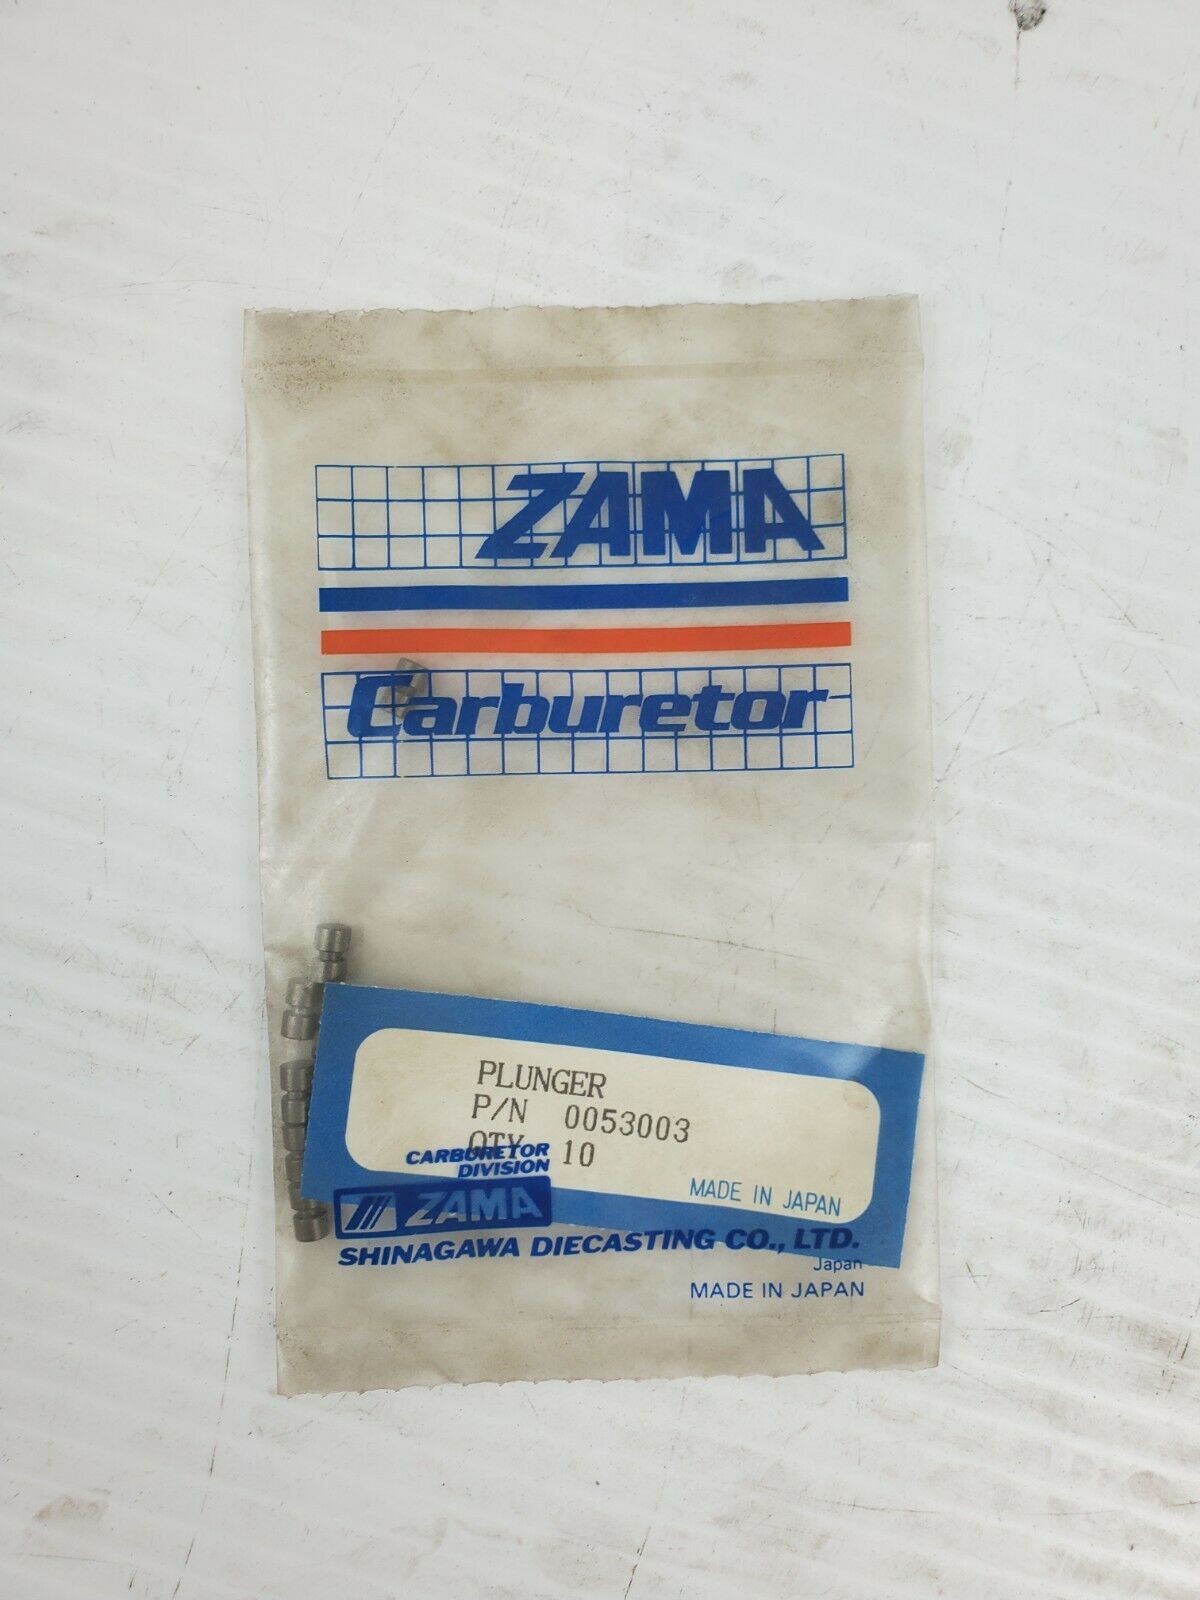 ZAMA
Carburetor
PLUNGER
P/N 0053003
QTY 10
MADE IN JAPAN
CARBURETOR
DIVISION
ZAMA
SHINAGAWA DIECASTING CO., LTD.
Japan
MADE IN JAPAN